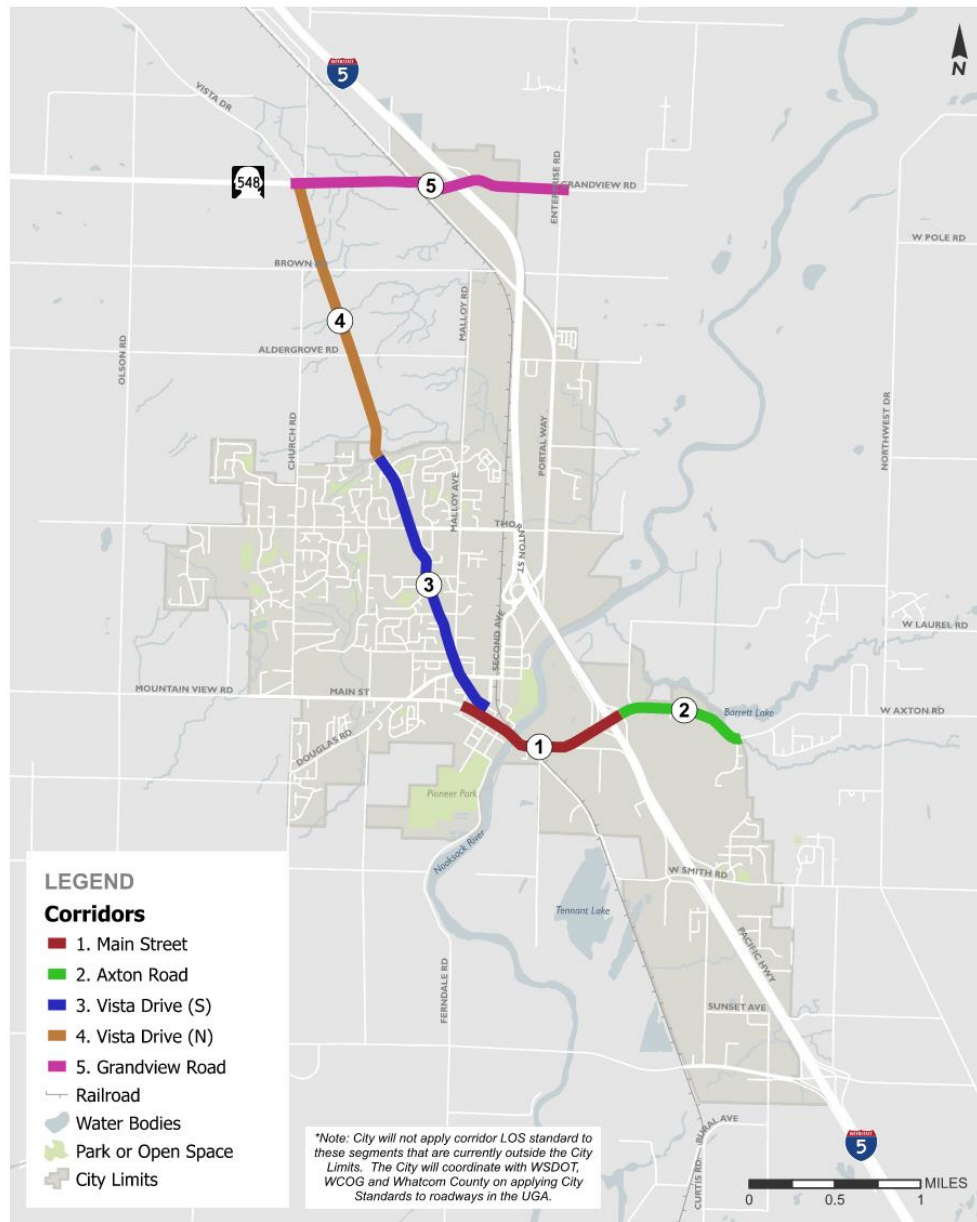 INTERSTATE
5
N
VISTA DR
548
5
ENTERPRISE RD
GRANDVIEW RD
W POLE RD
BROWN RD
MALLOY RD
4
OLSON RD
ALDERGROVE RD
CHURCH RD
PORTAL WAY
NORTHWEST DR
MALLOY AVE
THORNTON ST
3
SECOND AVE
W LAUREL RD
MOUNTAIN VIEW RD
MAIN ST
2
Barrett Lake
W AXTON RD
DOUGLAS RD
1
Pioneer Park
Nooksack River
W SMITH RD
Tennant Lake
PACIFIC HWY
FERNDALE RD
SUNSET AVE
LEGEND
Corridors
1. Main Street
2. Axton Road
3. Vista Drive (S)
4. Vista Drive (N)
5. Grandview Road
Railroad
Water Bodies
Park or Open Space
City Limits
*Note: City will not apply corridor LOS standard to
these segments that are currently outside the City
Limits. The City will coordinate with WSDOT,
WCOG and Whatcom County on applying City
Standards to roadways in the UGA.
RURAL AVE
CURTIS RD
INTERSTATE
5
MILES
0 0.5 1